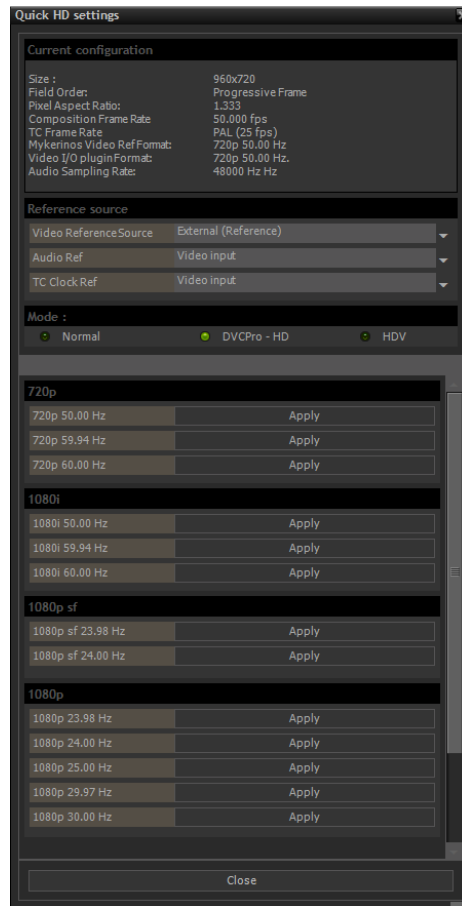 Quick HD settings
Current configuration
Size : 960x720
Field Order: Progressive Frame
Pixel Aspect Ratio: 1.333
Composition Frame Rate 50.000 fps
TC Frame Rate PAL (25 fps)
Mykerinos Video Ref Format: 720p 50.00 Hz
Video I/O plugin Format: 720p 50.00 Hz.
Audio Sampling Rate: 48000 Hz Hz
Reference source
Video Reference Source External (Reference)
Audio Ref Video input
TC Clock Ref Video input
Mode :
Normal DVCPro - HD HDV
720p
720p 50.00 Hz Apply
720p 59.94 Hz Apply
720p 60.00 Hz Apply
1080i
1080i 50.00 Hz Apply
1080i 59.94 Hz Apply
1080i 60.00 Hz Apply
1080p sf
1080p sf 23.98 Hz Apply
1080p sf 24.00 Hz Apply
1080p
1080p 23.98 Hz Apply
1080p 24.00 Hz Apply
1080p 25.00 Hz Apply
1080p 29.97 Hz Apply
1080p 30.00 Hz Apply
Close